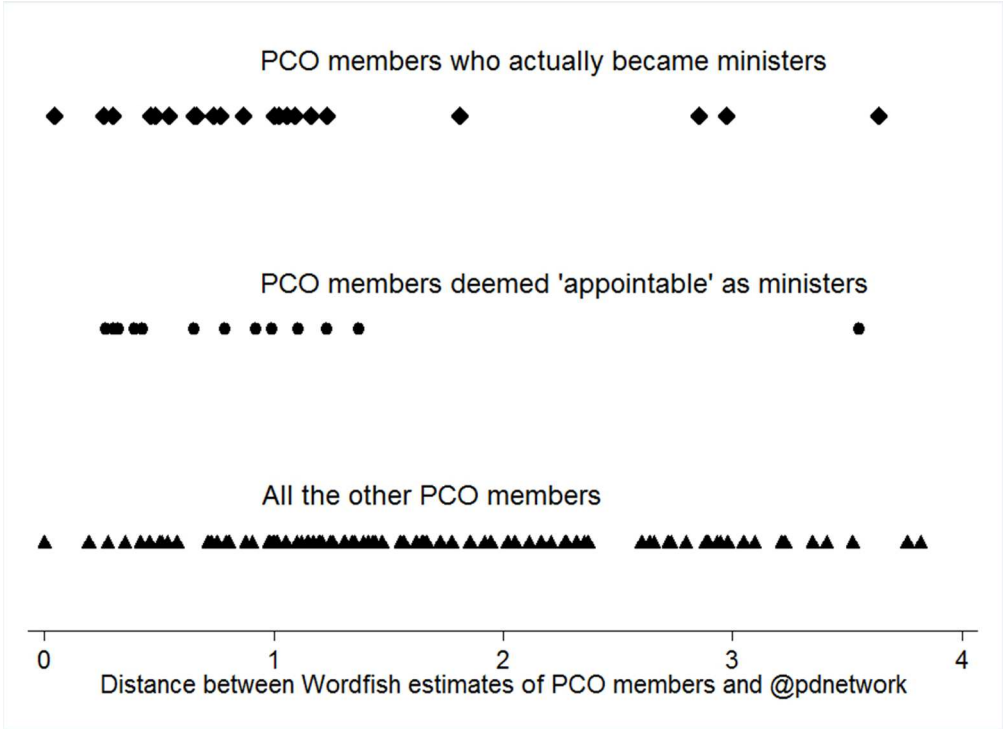 PCO members who actually became ministers
PCO members deemed 'appointable' as ministers
All the other PCO members
0 1 2 3 4
Distance between Wordfish estimates of PCO members and @pdnetwork